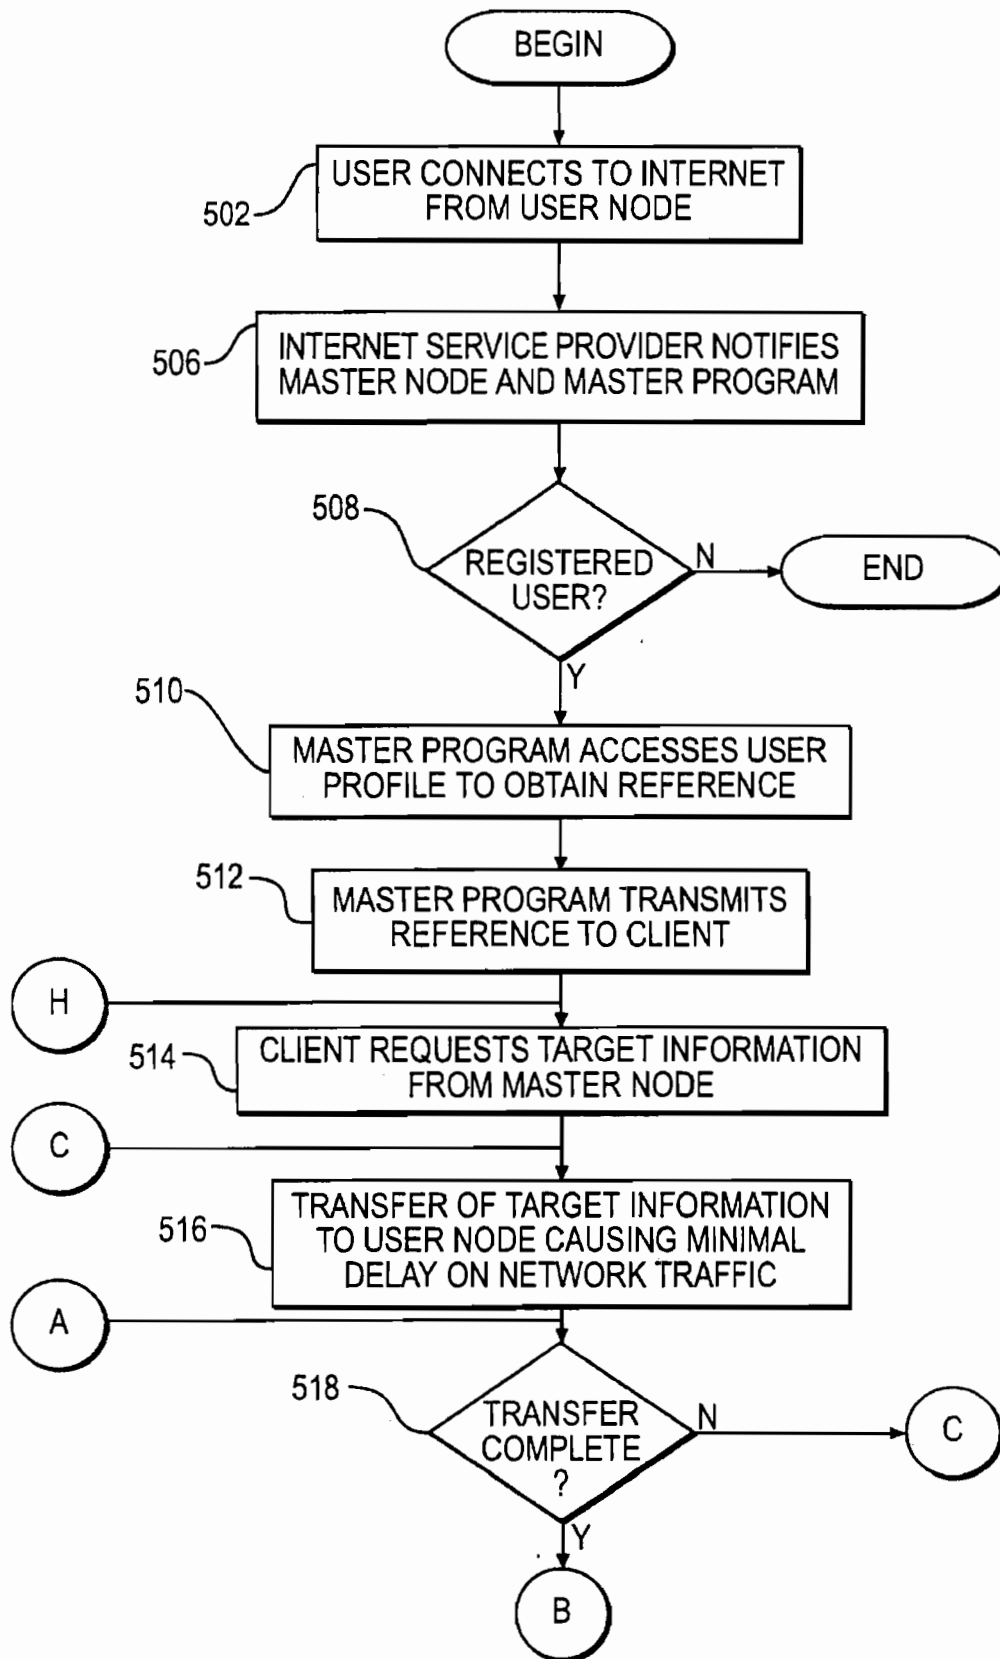 BEGIN
502
USER CONNECTS TO INTERNET
FROM USER NODE
506
INTERNET SERVICE PROVIDER NOTIFIES
MASTER NODE AND MASTER PROGRAM
508
REGISTERED
USER?
N
END
Y
510
MASTER PROGRAM ACCESSES USER
PROFILE TO OBTAIN REFERENCE
512
MASTER PROGRAM TRANSMITS
REFERENCE TO CLIENT
H
514
CLIENT REQUESTS TARGET INFORMATION
FROM MASTER NODE
C
516
TRANSFER OF TARGET INFORMATION
TO USER NODE CAUSING MINIMAL
DELAY ON NETWORK TRAFFIC
A
518
TRANSFER
COMPLETE
?
N
C
Y
B